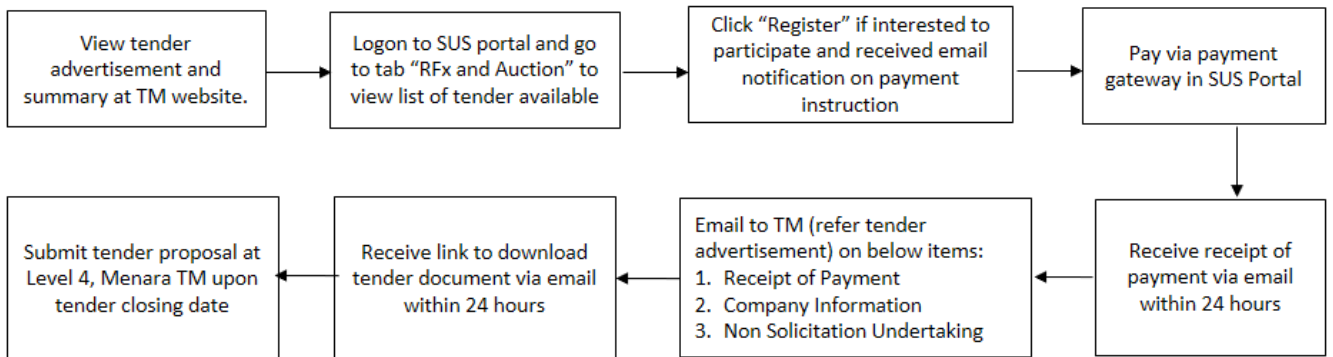 View tender
advertisement and
summary at TM website.
Logon to SUS portal and go
to tab “RFx and Auction” to
view list of tender available
Click “Register” if interested to
participate and received email
notification on payment
instruction
Pay via payment
gateway in SUS Portal
Receive receipt of
payment via email
within 24 hours
Email to TM (refer tender
advertisement) on below items:
1. Receipt of Payment
2. Company Information
3. Non Solicitation Undertaking
Receive link to download
tender document via email
within 24 hours
Submit tender proposal at
Level 4, Menara TM upon
tender closing date